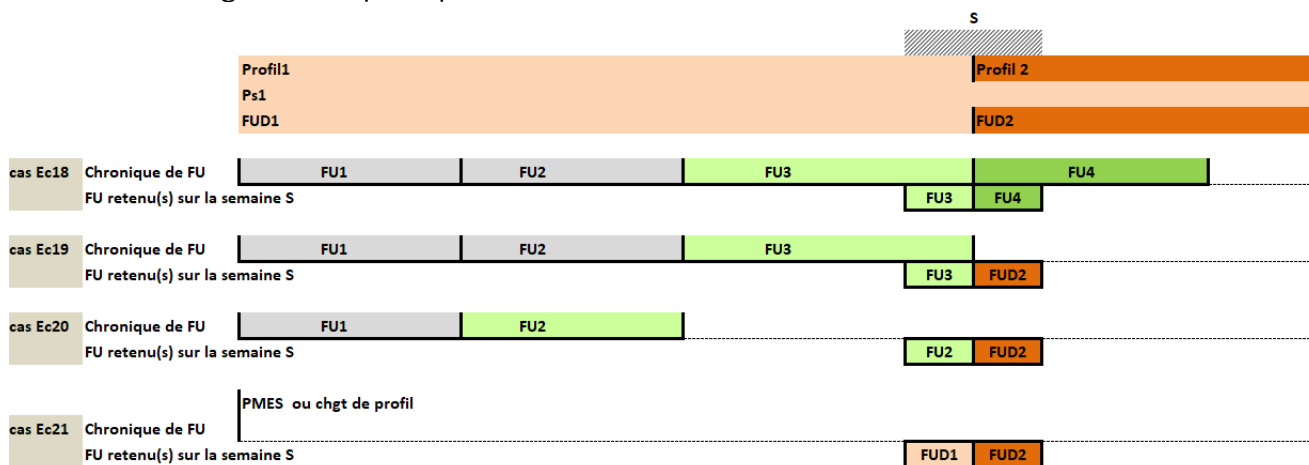 S
Profil1 Profil 2
Ps1
FUD1 FUD2
cas Ec18 Chronique de FU FU1 FU2 FU3 FU4
FU retenu(s) sur la semaine S FU3 FU4
cas Ec19 Chronique de FU FU1 FU2 FU3
FU retenu(s) sur la semaine S FU3 FUD2
cas Ec20 Chronique de FU FU1 FU2
FU retenu(s) sur la semaine S FU2 FUD2
PMES ou chgt de profil
cas Ec21 Chronique de FU
FU retenu(s) sur la semaine S FUD1 FUD2